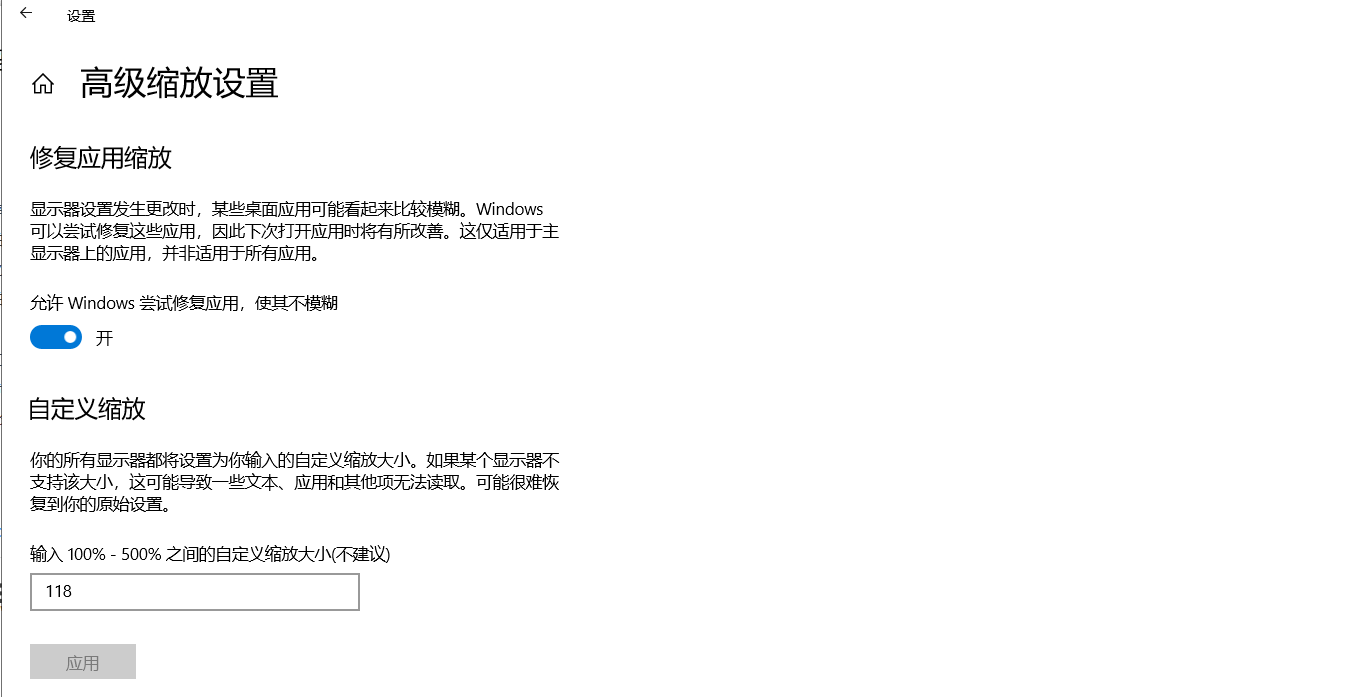 设置
高级缩放设置
修复应用缩放
显示器设置发生更改时，某些桌面应用可能看起来比较模糊。Windows
可以尝试修复这些应用，因此下次打开应用时将有所改善。这仅适用于主
显示器上的应用，并非适用于所有应用。
允许 Windows 尝试修复应用，使其不模糊
开
自定义缩放
你的所有显示器都将设置为你输入的自定义缩放大小。如果某个显示器不
支持该大小，这可能导致一些文本、应用和其他项无法读取。可能很难恢
复到你的原始设置。
输入 100% - 500% 之间的自定义缩放大小(不建议)
118
应用